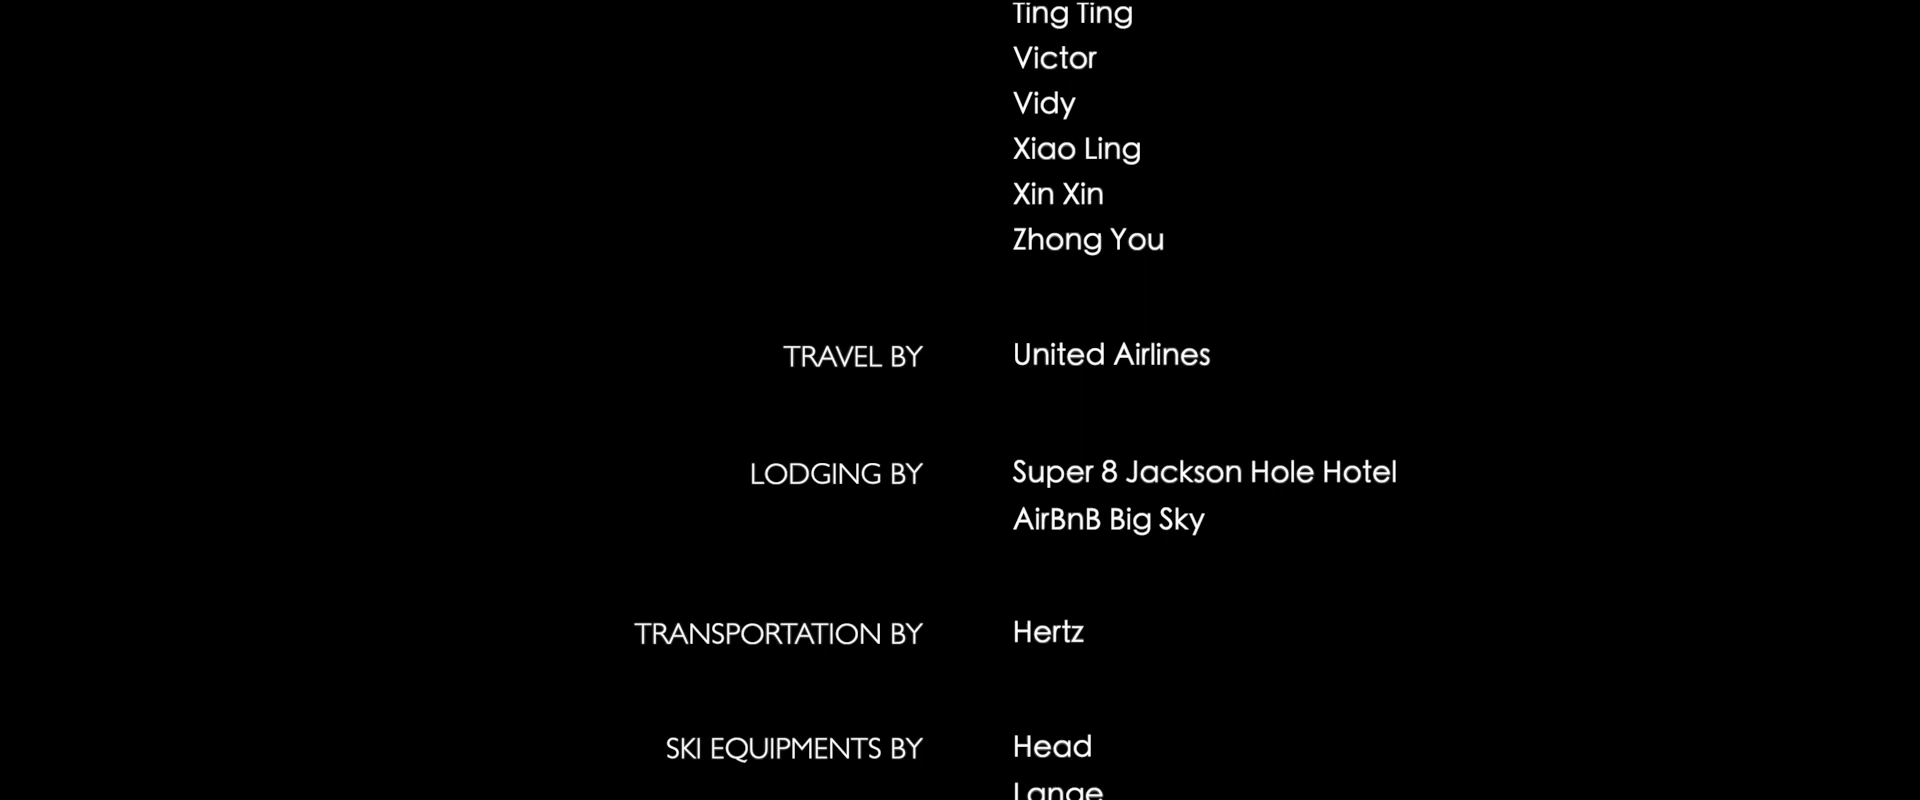 Ting Ting
Victor
Vidy
Xiao Ling
Xin Xin
Zhong You
TRAVEL BY United Airlines
LODGING BY Super 8 Jackson Hole Hotel
AirBnB Big Sky
TRANSPORTATION BY Hertz
SKI EQUIPMENTS BY Head
Lange